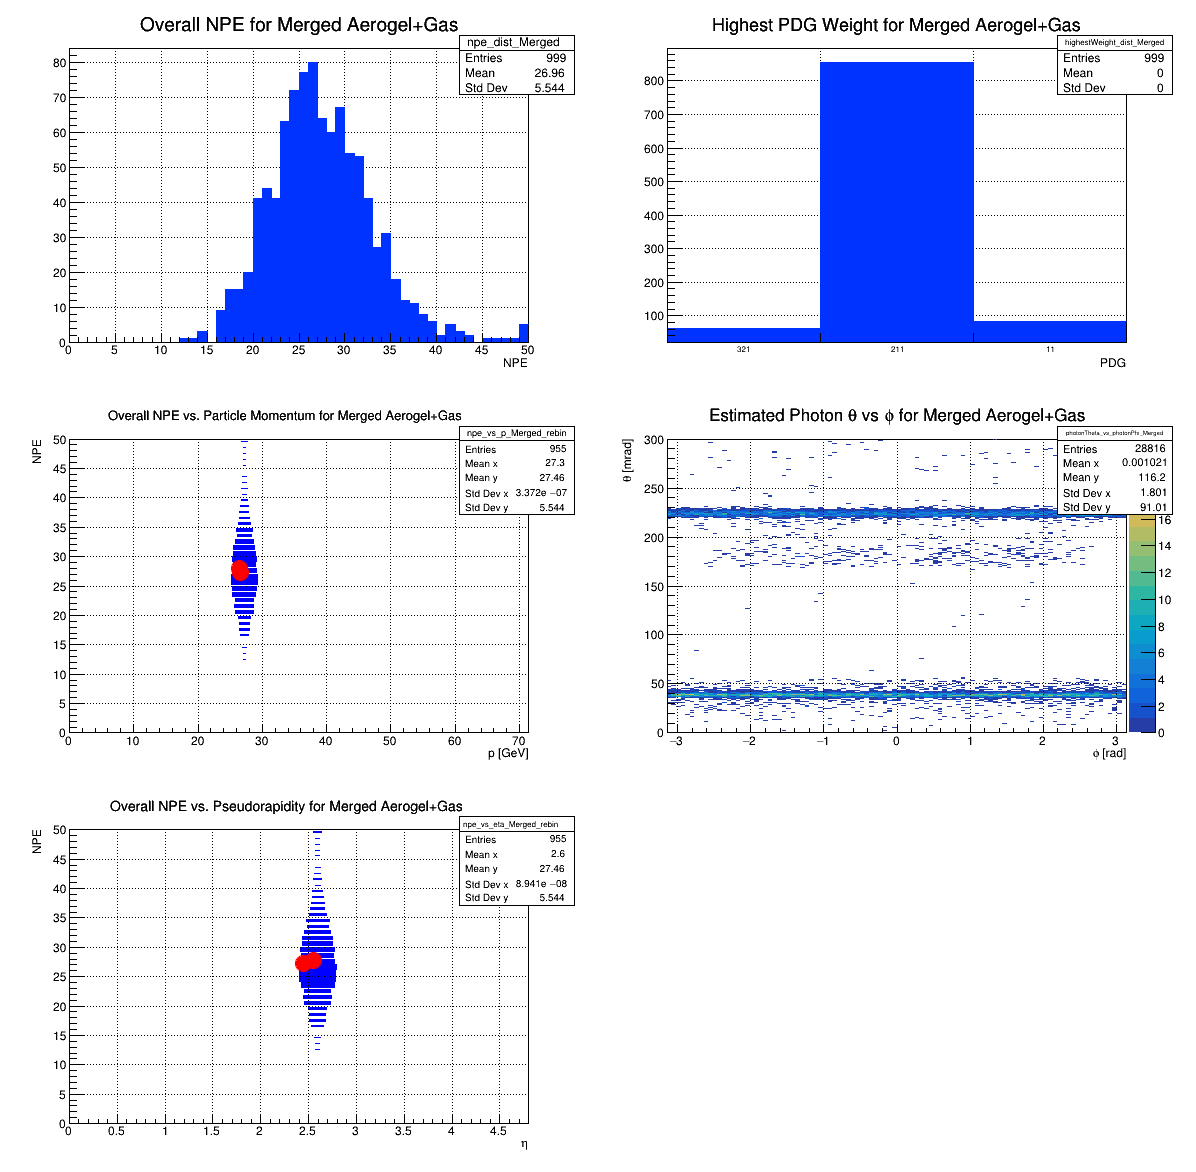 Overall NPE for Merged Aerogel+Gas
npe_dist_Merged
Entries 999
Mean 26.96
Std Dev 5.544
80
70
60
50
40
30
20
10
0
0 5 10 15 20 25 30 35 40 45 50
NPE
Highest PDG Weight for Merged Aerogel+Gas
highestWeight_dist_Merged
Entries 999
Mean 0
Std Dev 0
800
700
600
500
400
300
200
100
321 211 11
PDG
Overall NPE vs. Particle Momentum for Merged Aerogel+Gas
npe_vs_p_Merged_rebin
Entries 955
Mean x 27.3
Mean y 27.46
Std Dev x 3.372e −07
Std Dev y 5.544
NPE
50
45
40
35
30
25
20
15
10
5
0
0 10 20 30 40 50 60 70
p [GeV]
Estimated Photon θ vs ϕ for Merged Aerogel+Gas
photonTheta_vs_photonPhi_Merged
Entries 28816
Mean x 0.001021
Mean y 116.2
Std Dev x 1.801
Std Dev y 91.01
θ [mrad]
300
250
200
150
100
50
0
−3 −2 −1 0 1 2 3
ϕ [rad]
16
14
12
10
8
6
4
2
0
Overall NPE vs. Pseudorapidity for Merged Aerogel+Gas
npe_vs_eta_Merged_rebin
Entries 955
Mean x 2.6
Mean y 27.46
Std Dev x 8.941e −08
Std Dev y 5.544
NPE
50
45
40
35
30
25
20
15
10
5
0
0 0.5 1 1.5 2 2.5 3 3.5 4 4.5
η